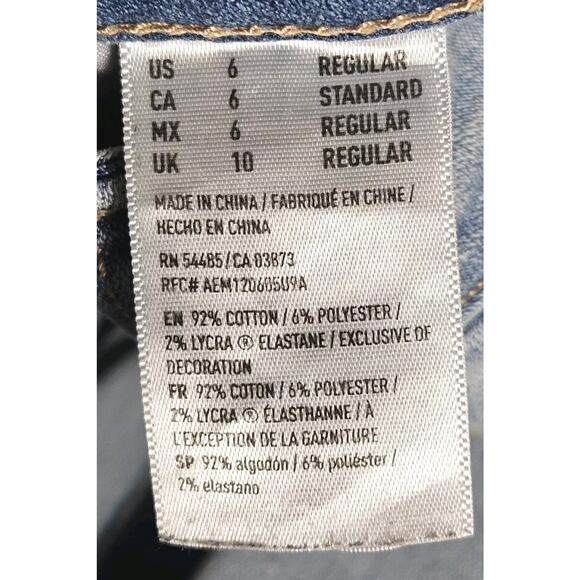 US 6 REGULAR
CA 6 STANDARD
MX 6 REGULAR
UK 10 REGULAR
MADE IN CHINA / FABRIQUÉ EN CHINE /
HECHO EN CHINA
RN 54485 / CA 03873
RFC# AEM120605U9A
EN 92% COTTON / 6% POLYESTER /
2% LYCRA ® ELASTANE / EXCLUSIVE OF
DECORATION
FR 92% COTON / 6% POLYESTER /
2% LYCRA ® ÉLASTHANNE / À
L'EXCEPTION DE LA GARNITURE
SP 92% algodón / 6% poliéster /
2% elastano